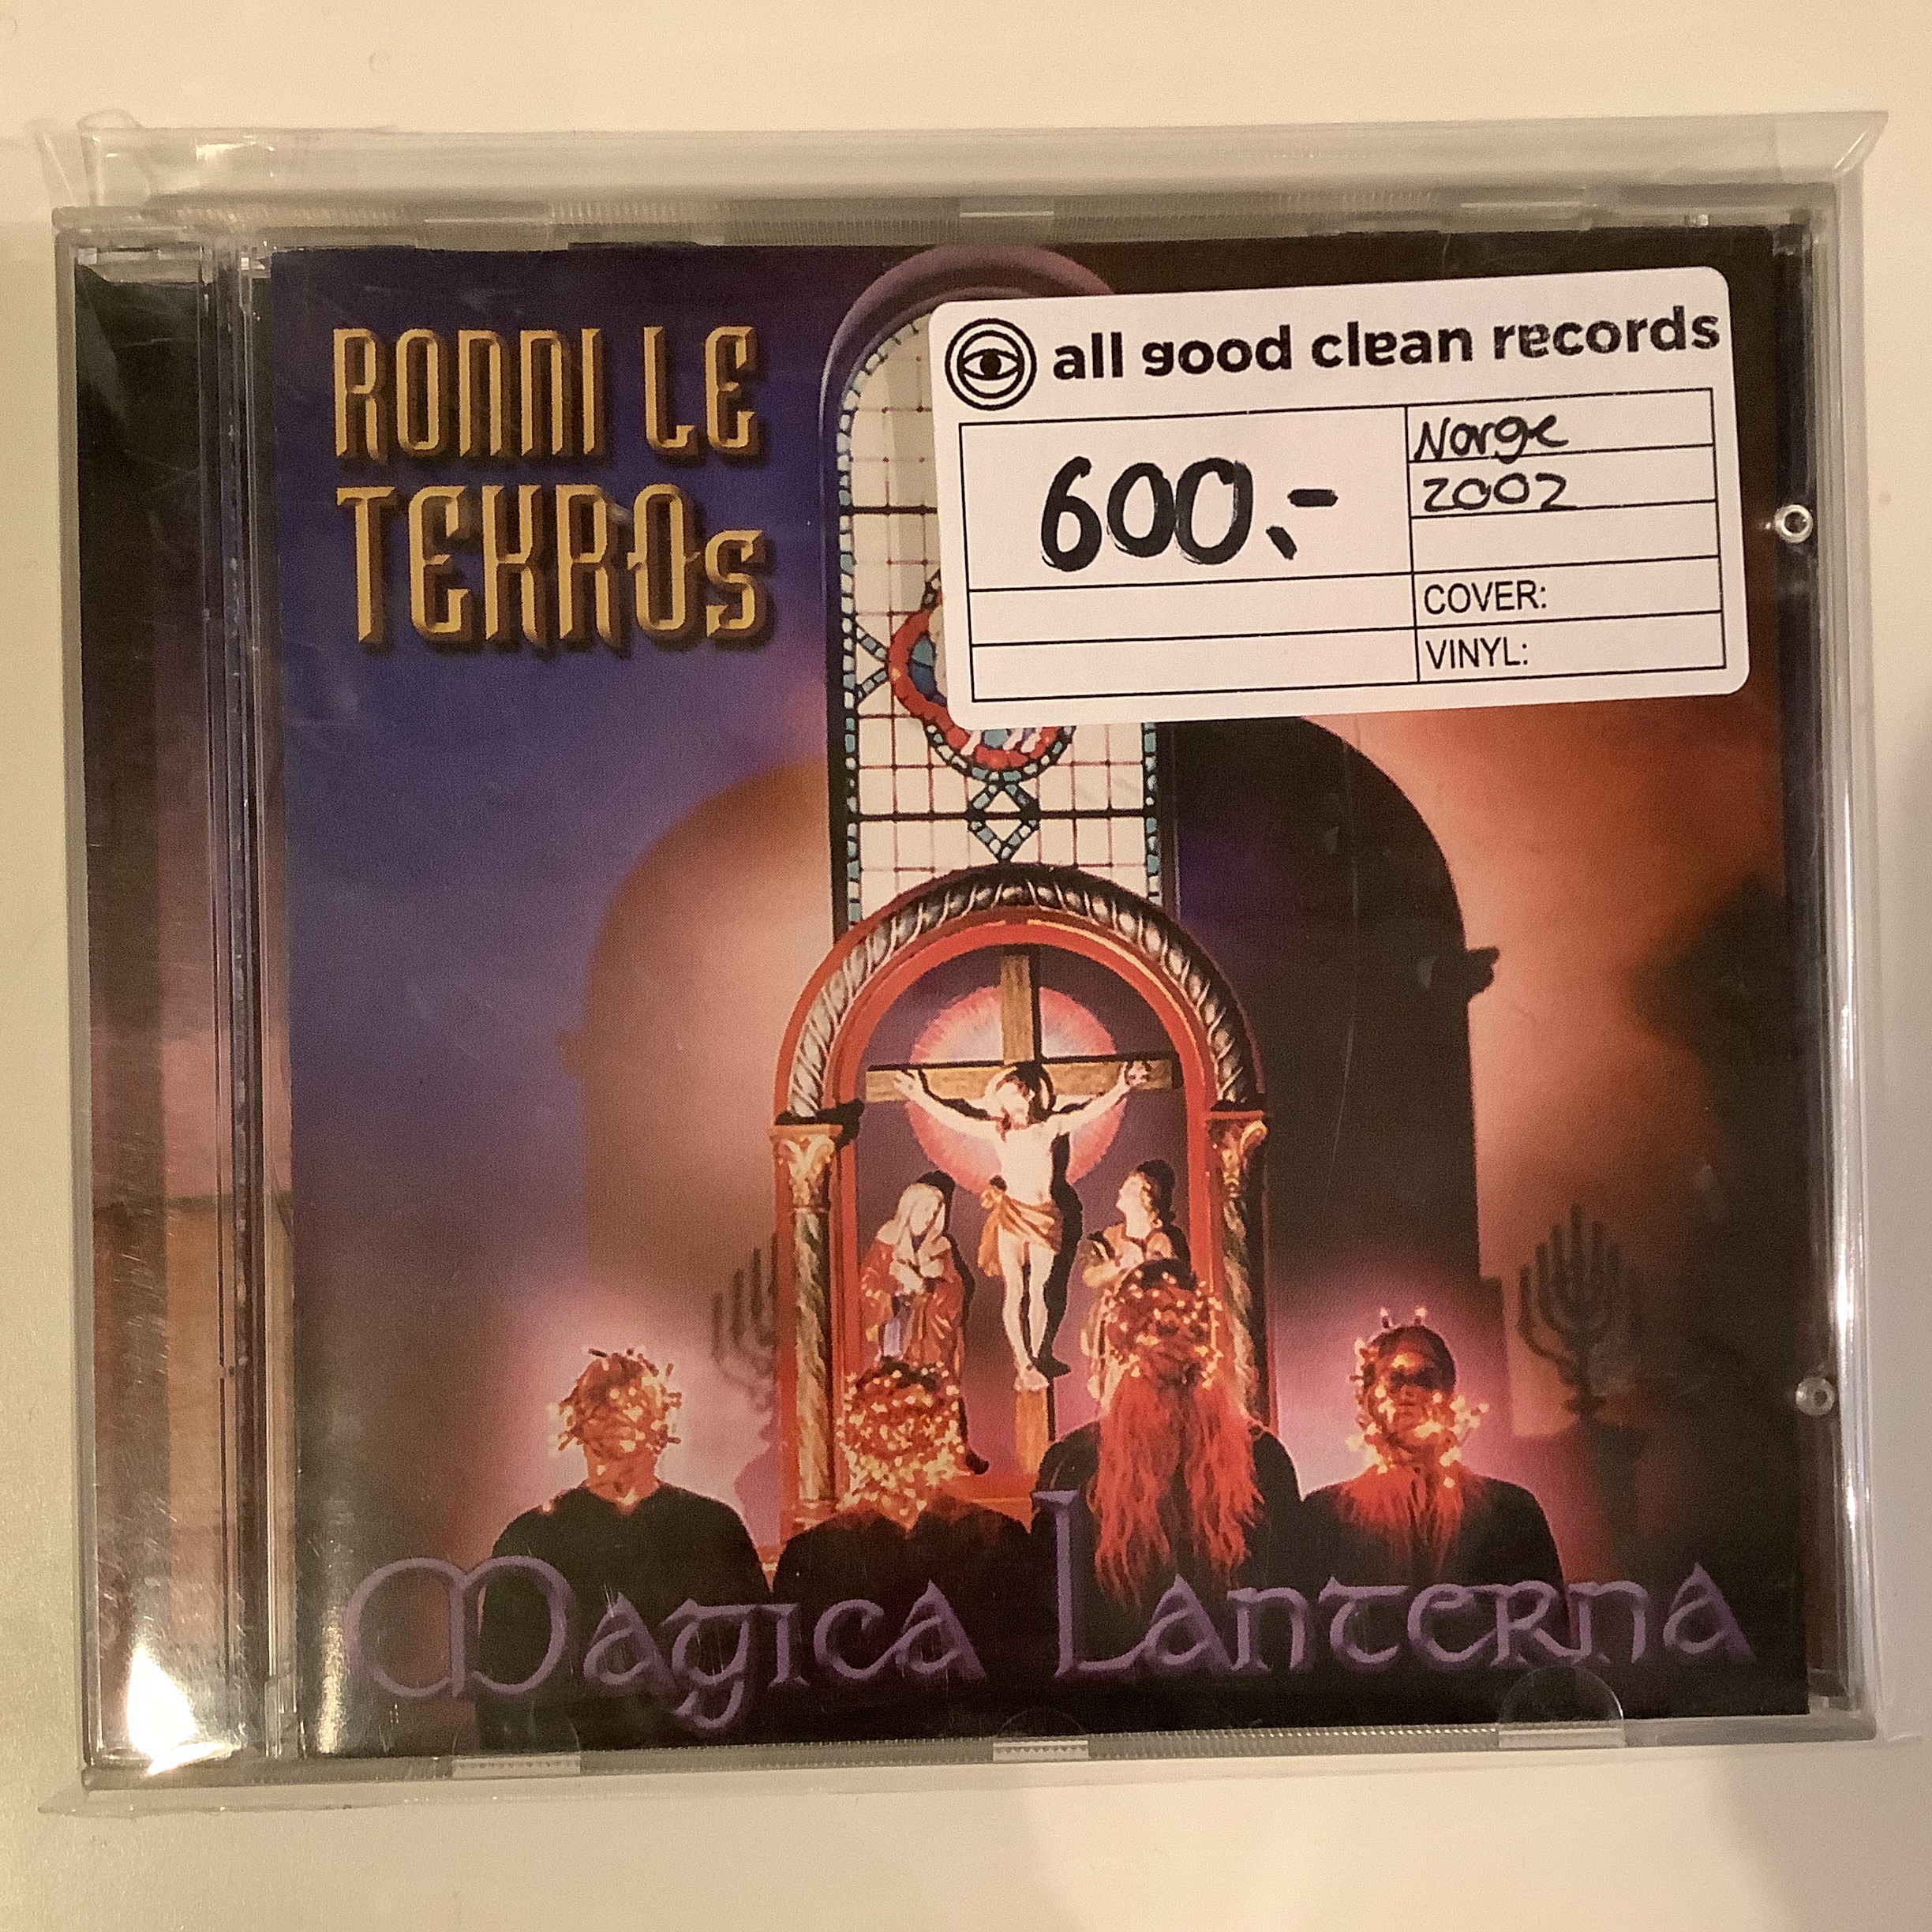 RONNI LE
TEKROs
all good clean records
600,-
Norge
2002
COVER:
VINYL:
Magica Lanterna